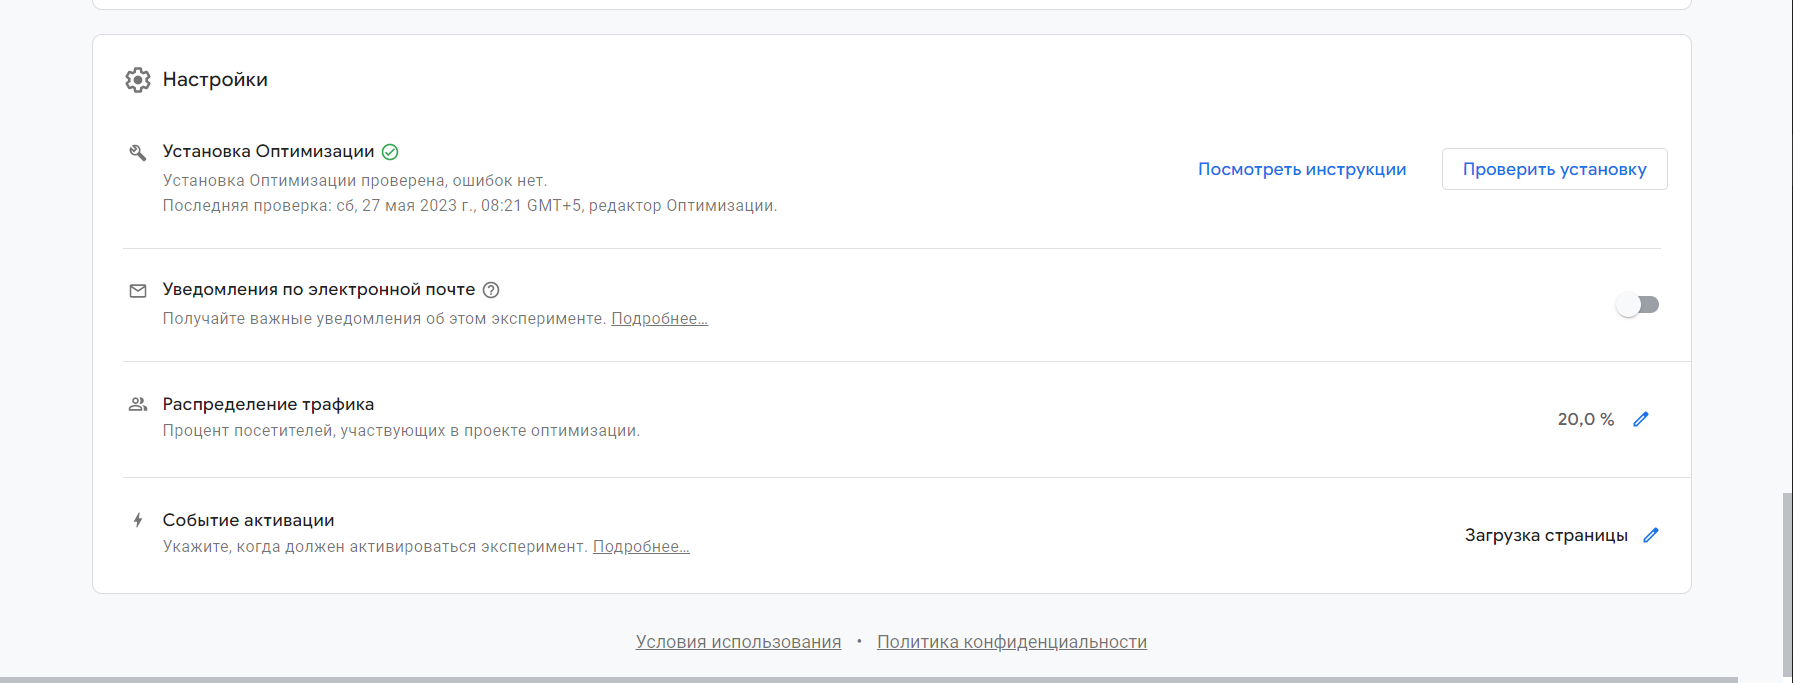 Настройки
Установка Оптимизации
Установка Оптимизации проверена, ошибок нет.
Последняя проверка: сб, 27 мая 2023 г., 08:21 GMT+5, редактор Оптимизации.
Посмотреть инструкции
Проверить установку
Уведомления по электронной почте
Получайте важные уведомления об этом эксперименте. Подробнее…
Распределение трафика
Процент посетителей, участвующих в проекте оптимизации.
20,0 %
Событие активации
Укажите, когда должен активироваться эксперимент. Подробнее…
Загрузка страницы
Условия использования • Политика конфиденциальности